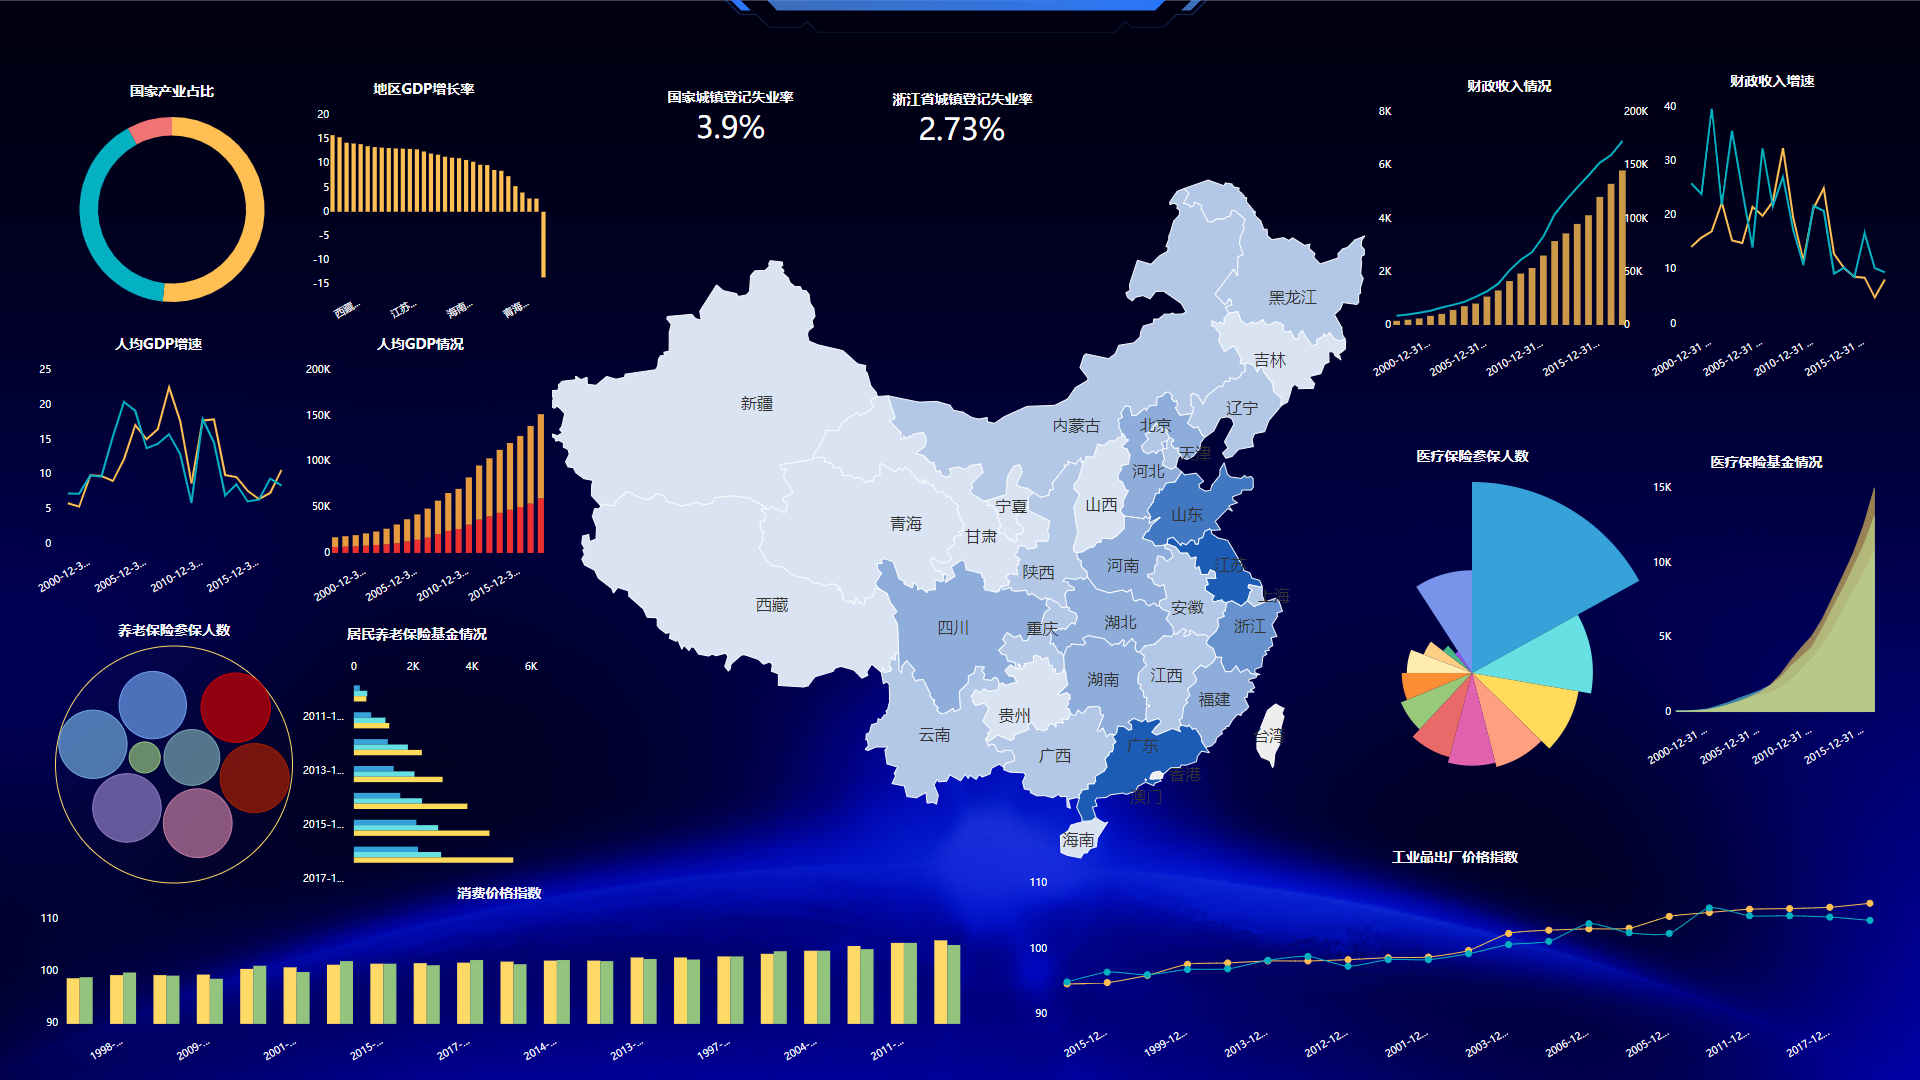 国家产业占比
地区GDP增长率
20
15
10
5
0
-5
-10
-15
西藏...
江苏...
海南...
青海...
国家城镇登记失业率
3.9%
浙江省城镇登记失业率
2.73%
财政收入情况
8K
6K
4K
2K
0
200K
150K
100K
50K
0
2000-12-31...
2005-12-31...
2010-12-31...
2015-12-31...
财政收入增速
40
30
20
10
0
2000-12-31 ...
2005-12-31 ...
2010-12-31 ...
2015-12-31 ...
人均GDP增速
25
20
15
10
5
0
2000-12-3...
2005-12-3...
2010-12-3...
2015-12-3...
人均GDP情况
200K
150K
100K
50K
0
2000-12-3...
2005-12-3...
2010-12-3...
2015-12-3...
黑龙江
吉林
辽宁
新疆
内蒙古
北京
天津
河北
宁夏
山西
山东
青海
甘肃
陕西
河南
江苏
上海
西藏
安徽
四川
重庆
湖北
浙江
湖南
江西
福建
贵州
云南
广西
广东
台湾
香港
澳门
海南
医疗保险参保人数
医疗保险基金情况
15K
10K
5K
0
2000-12-31 ...
2005-12-31 ...
2010-12-31 ...
2015-12-31 ...
养老保险参保人数
居民养老保险基金情况
0
2K
4K
6K
2011-1...
2013-1...
2015-1...
2017-1...
消费价格指数
110
100
90
1998-...
2009-...
2001-...
2015-...
2017-...
2014-...
2013-...
1997-...
2004-...
2011-...
工业品出厂价格指数
110
100
90
2015-12...
1999-12...
2013-12...
2012-12...
2001-12...
2003-12...
2006-12...
2005-12...
2011-12...
2017-12...